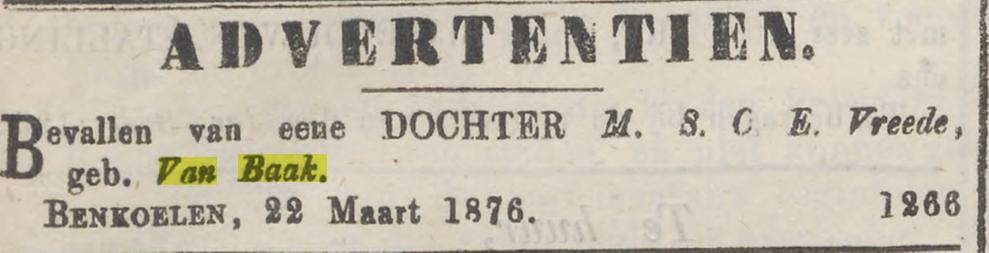 ADVERTENTIEN.
Bevallen van eene DOCHTER M. S. C. E. Vreede,
geb. Van Baak.
BENKOELEN, 22 Maart 1876. 1266